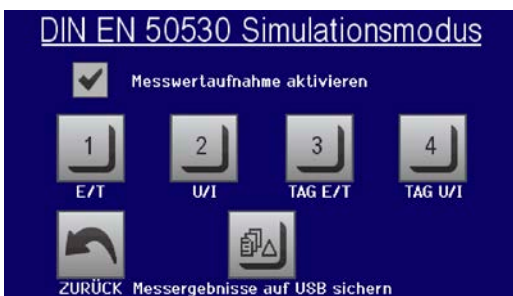 DIN EN 50530 Simulationsmodus
Messwertaufnahme aktivieren
1 2 3 4
E/T U/I TAG E/T TAG U/I
ZURÜCK Messergebnisse auf USB sichern